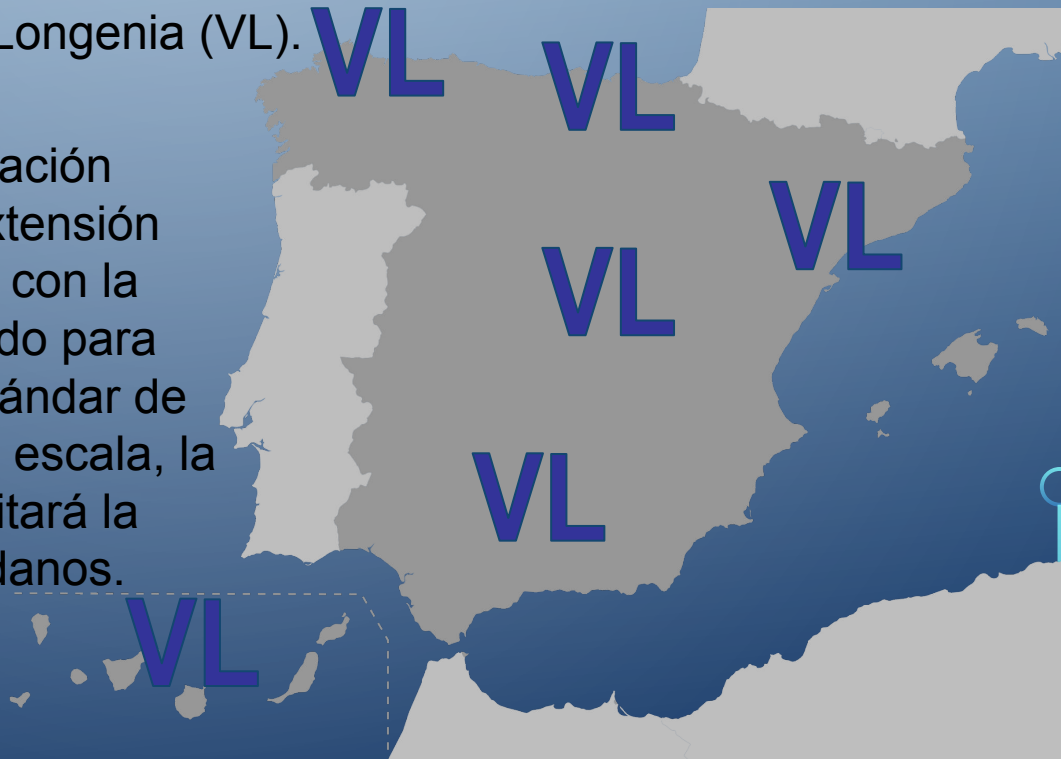 Longenia (VL).
VL
VL
ación
xtensión
VL
con la
VL
do para
ándar de
escala, la
VL
itará la
danos.
VL